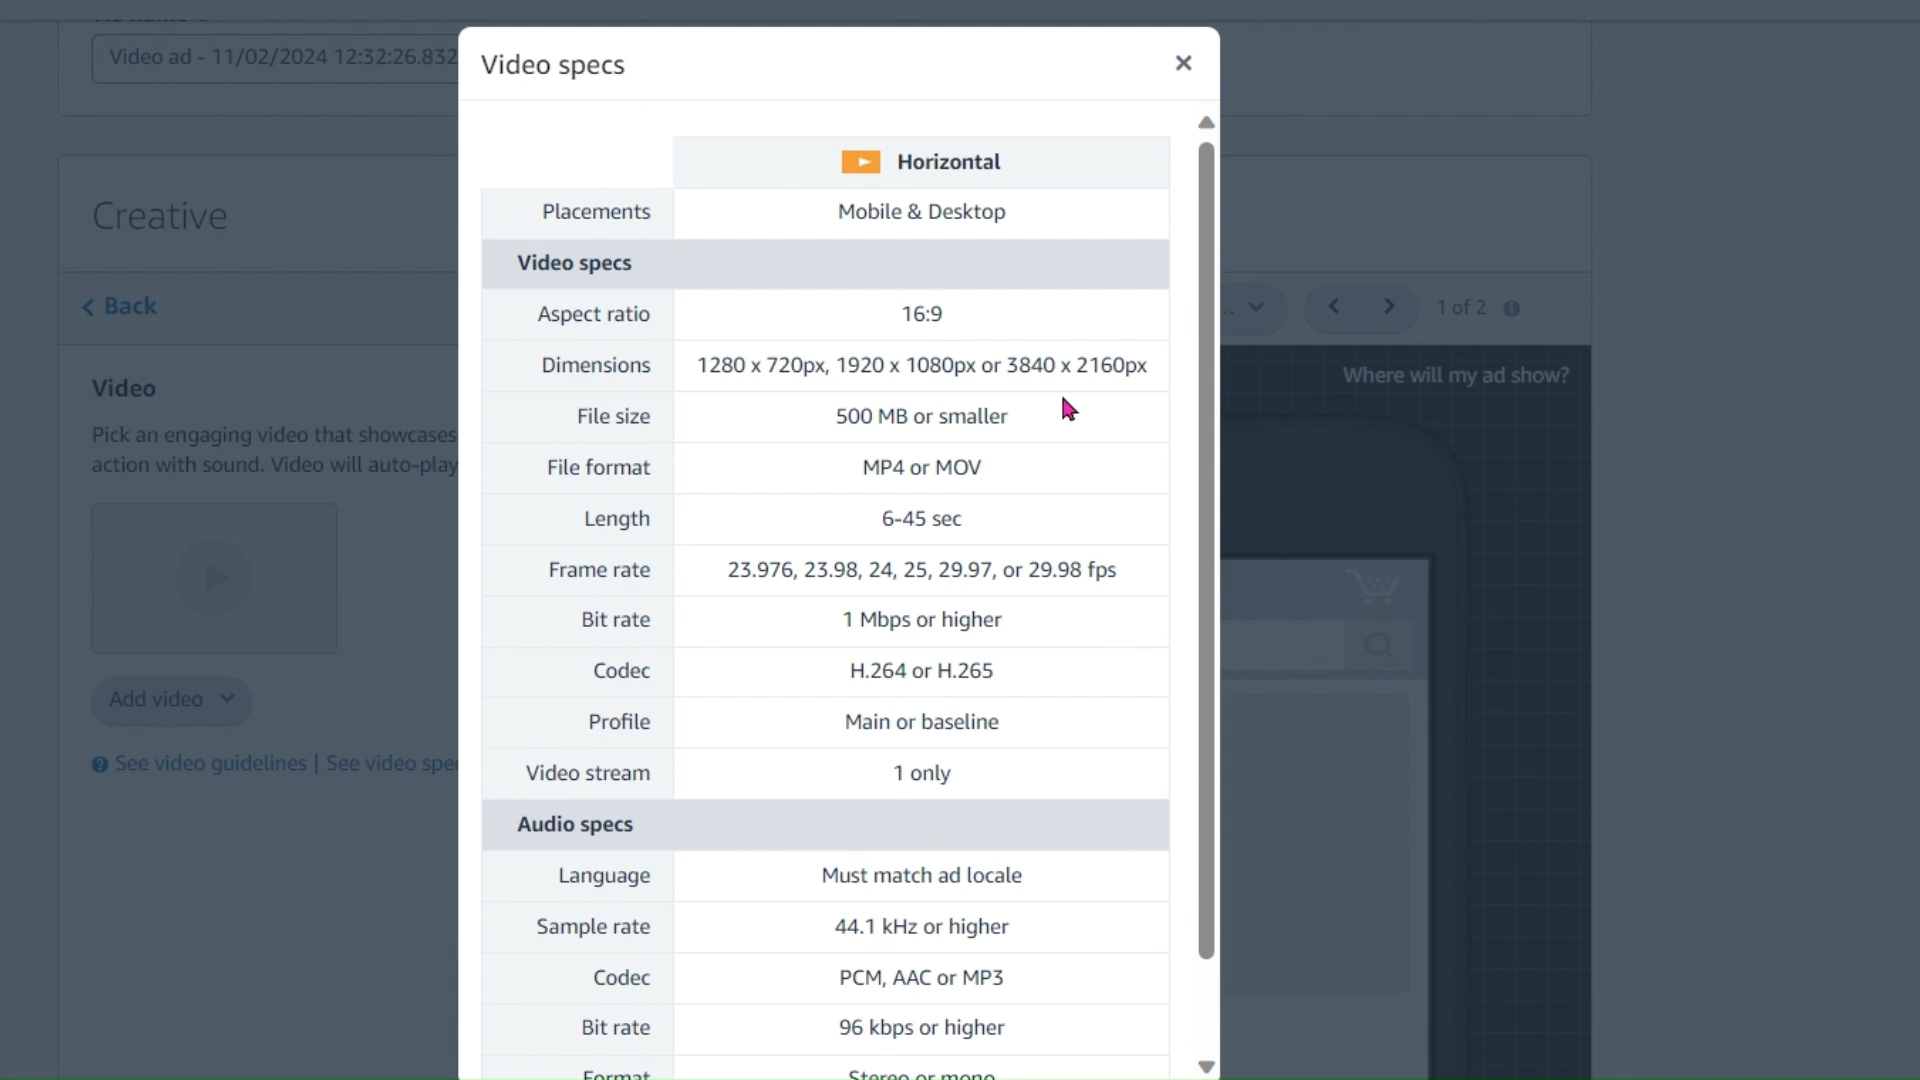 Video ad - 11/02/2024 12:32:26.832
Video specs
Horizontal
Placements Mobile & Desktop
Video specs
Aspect ratio 16:9
Dimensions 1280 x 720px, 1920 x 1080px or 3840 x 2160px
File size 500 MB or smaller
File format MP4 or MOV
Length 6-45 sec
Frame rate 23.976, 23.98, 24, 25, 29.97, or 29.98 fps
Bit rate 1 Mbps or higher
Codec H.264 or H.265
Profile Main or baseline
Video stream 1 only
Audio specs
Language Must match ad locale
Sample rate 44.1 kHz or higher
Codec PCM, AAC or MP3
Bit rate 96 kbps or higher
Format Stereo or mono
Creative
Back
Video
Pick an engaging video that showcases
action with sound. Video will auto-play
Add video
See video guidelines | See video spe
1 of 2
Where will my ad show?